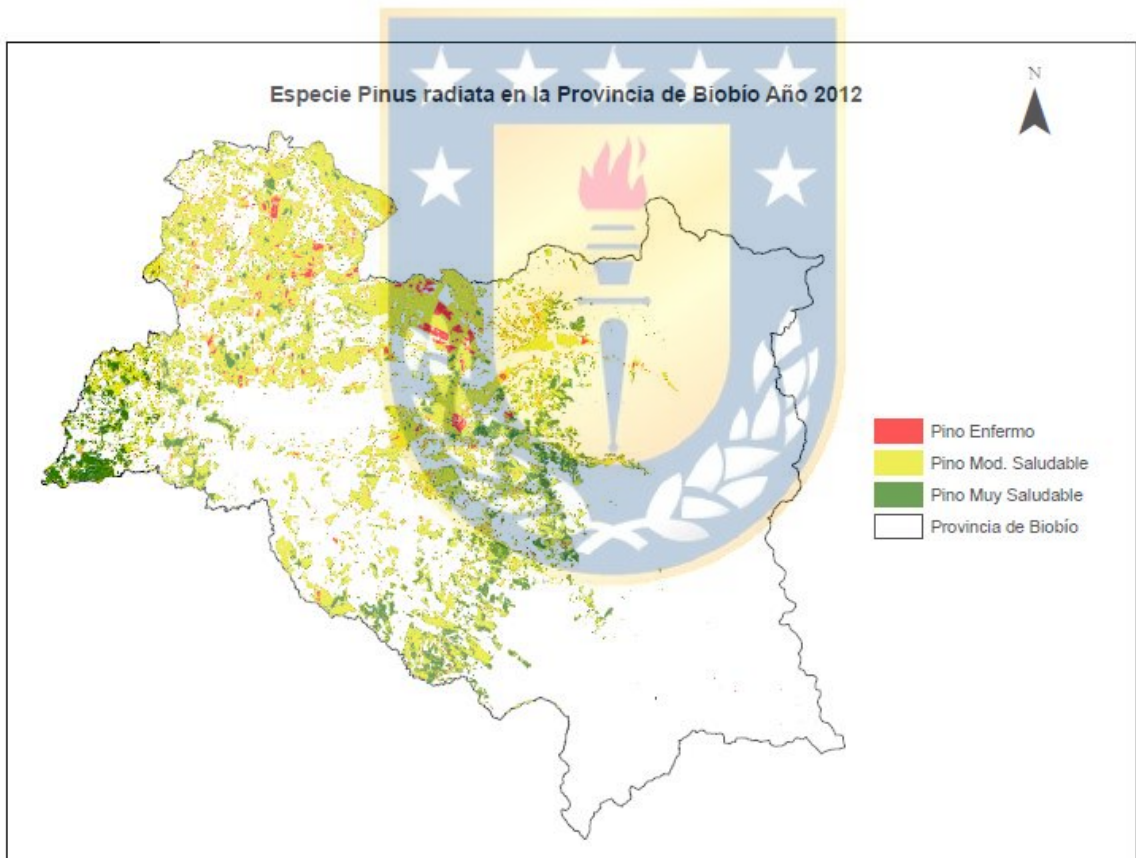 Especie Pinus radiata en la Provincia de Biobío Año 2012
N
Pino Enfermo
Pino Mod. Saludable
Pino Muy Saludable
Provincia de Biobío